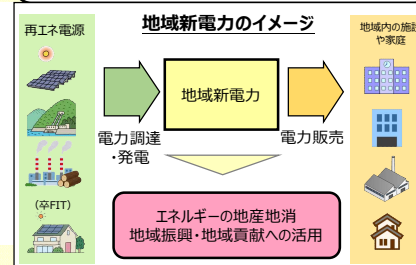 地域新電力のイメージ
再エネ電源
(卒FIT)
電力調達
・発電
地域新電力
電力販売
地域内の施設
や家庭
エネルギーの地産地消
地域振興・地域貢献への活用